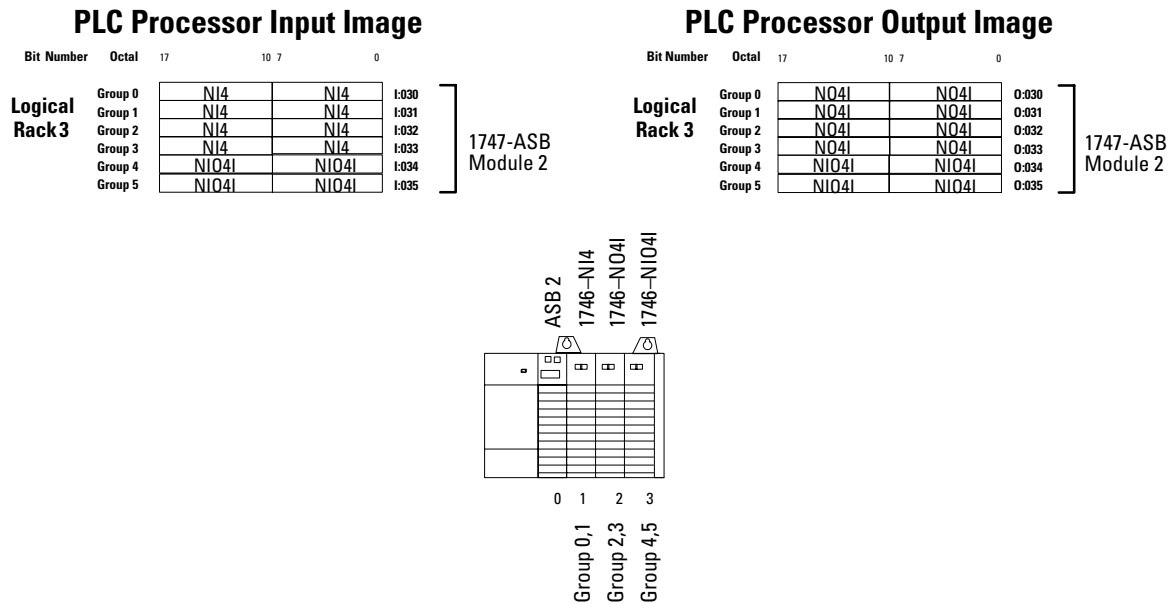 PLC Processor Input Image
Bit Number Octal 17 10 7 0
Logical Rack 3
Group 0 NI4 NI4 I:030
Group 1 NI4 NI4 I:031
Group 2 NI4 NI4 I:032
Group 3 NI4 NI4 I:033
Group 4 NIO4I NIO4I I:034
Group 5 NIO4I NIO4I I:035
1747-ASB
Module 2
PLC Processor Output Image
Bit Number Octal 17 10 7 0
Logical Rack 3
Group 0 NO4I NO4I O:030
Group 1 NO4I NO4I O:031
Group 2 NO4I NO4I O:032
Group 3 NO4I NO4I O:033
Group 4 NIO4I NIO4I O:034
Group 5 NIO4I NIO4I O:035
1747-ASB
Module 2
ASB 2
1746–NI4
1746–NO4I
1746–NIO4I
0 1 2 3
Group 0,1
Group 2,3
Group 4,5